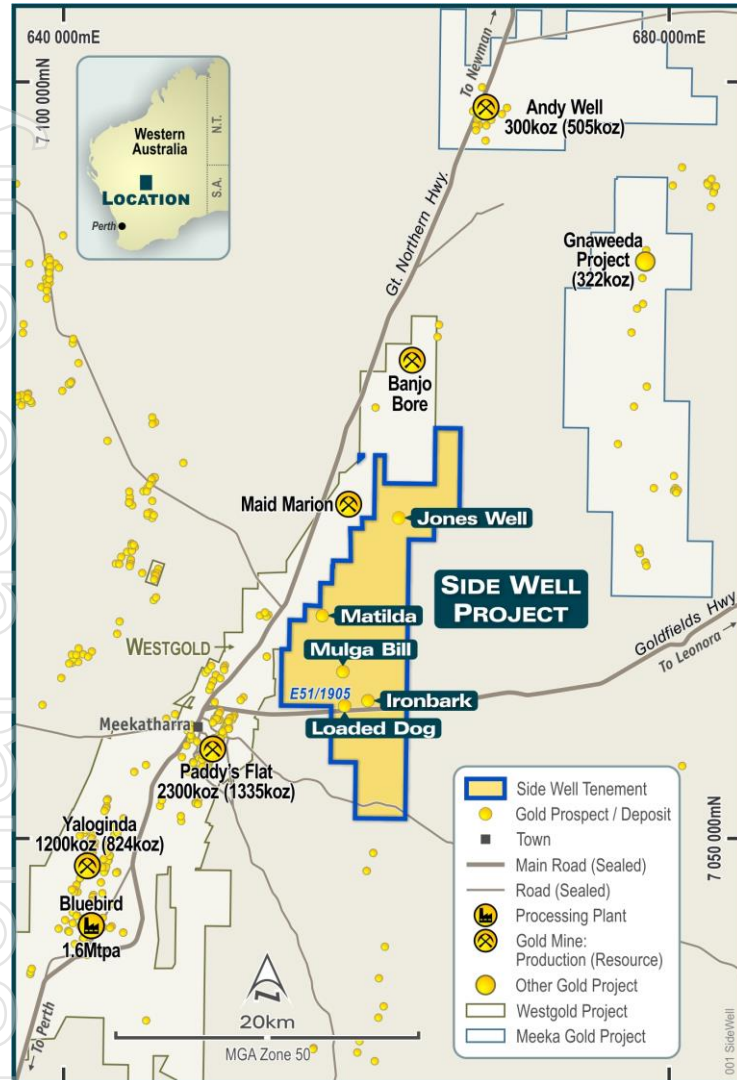 640 000mE
680 000mE
7 100 000mN
To Newman
Western
Australia
N.T.
S.A.
LOCATION
Perth
Andy Well
300koz (505koz)
Gt. Northern Hwy.
Gnaweeda
Project
(322koz)
Banjo
Bore
Maid Marion
Jones Well
SIDE WELL
PROJECT
Matilda
Goldfields Hwy
To Leonora
WESTGOLD
Mulga Bill
E51/1905
Ironbark
Loaded Dog
Meekatharra
Paddy's Flat
2300koz (1335koz)
Yaloginda
1200koz (824koz)
Bluebird
1.6Mtpa
7 050 000mN
Side Well Tenement
Gold Prospect / Deposit
Town
Main Road (Sealed)
Road (Sealed)
Processing Plant
Gold Mine:
Production (Resource)
Other Gold Project
Westgold Project
Meeka Gold Project
To Perth
20km
MGA Zone 50
001 SideWell